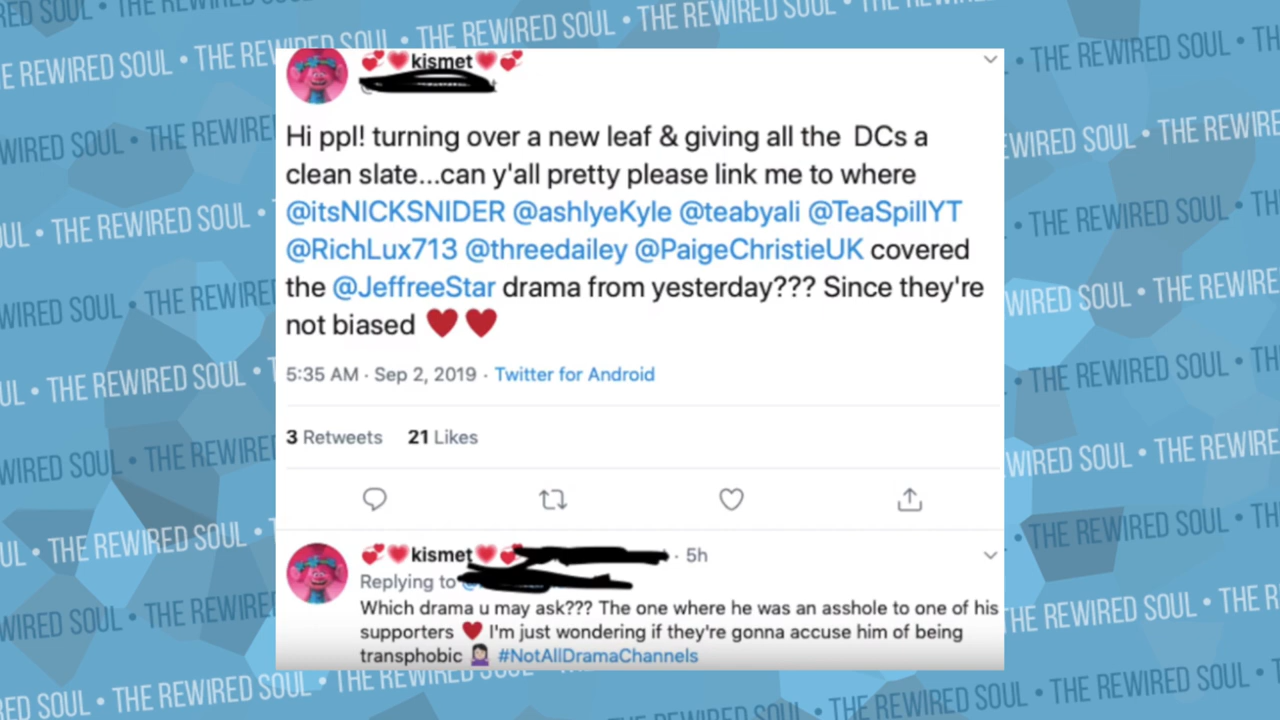 THE REWIRED SOUL • THE REWIRED SOUL • THE REWIRED SOUL
kismet
Hi ppl! turning over a new leaf & giving all the DCs a
clean slate...can y'all pretty please link me to where
@itsNICKSNIDER @ashlyeKyle @teabyali @TeaSpillYT
@RichLux713 @threedailey @PaigeChristieUK covered
the @JeffreeStar drama from yesterday??? Since they're
not biased ♥️ ♥️
5:35 AM · Sep 2, 2019 · Twitter for Android
3 Retweets 21 Likes
💞❤️kismet❤️💞 · 5h
Replying to
Which drama u may ask??? The one where he was an asshole to one of his
supporters ♥️ I'm just wondering if they're gonna accuse him of being
transphobic 🤷🏻‍♀️ #NotAllDramaChannels